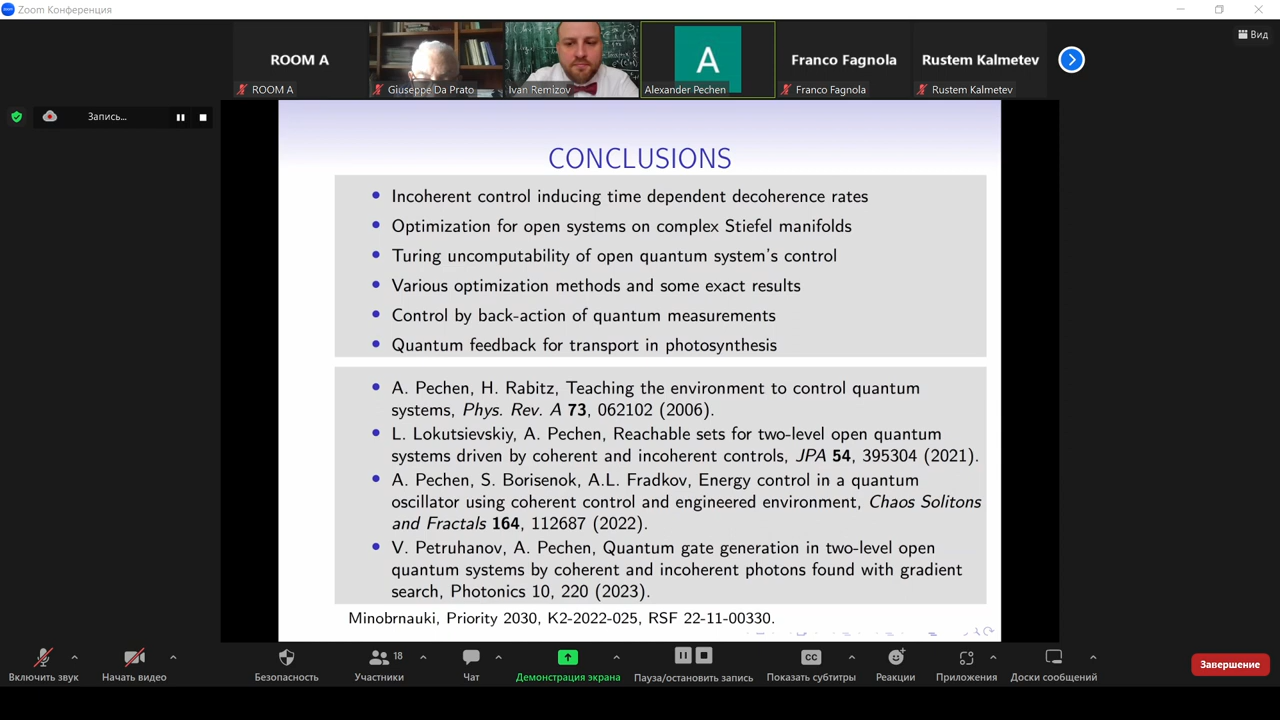 zoom
Zoom Конференция
Вид
ROOM A
Franco Fagnola
Rustem Kalmetev
A
ROOM A
Giuseppe Da Prato
Ivan Remizov
Alexander Pechen
Franco Fagnola
Rustem Kalmetev
Запись...
CONCLUSIONS
• Incoherent control inducing time dependent decoherence rates
• Optimization for open systems on complex Stiefel manifolds
• Turing uncomputability of open quantum system's control
• Various optimization methods and some exact results
• Control by back-action of quantum measurements
• Quantum feedback for transport in photosynthesis
• A. Pechen, H. Rabitz, Teaching the environment to control quantum
systems, Phys. Rev. A 73, 062102 (2006).
• L. Lokutsievskiy, A. Pechen, Reachable sets for two-level open quantum
systems driven by coherent and incoherent controls, JPA 54, 395304 (2021).
• A. Pechen, S. Borisenok, A.L. Fradkov, Energy control in a quantum
oscillator using coherent control and engineered environment, Chaos Solitons
and Fractals 164, 112687 (2022).
• V. Petruhanov, A. Pechen, Quantum gate generation in two-level open
quantum systems by coherent and incoherent photons found with gradient
search, Photonics 10, 220 (2023).
Minobrnauki, Priority 2030, K2-2022-025, RSF 22-11-00330.
18
CC
Включить звук
Начать видео
Безопасность
Участники
Чат
Демонстрация экрана
Пауза/остановить запись
Показать субтитры
Реакции
Приложения
Доски сообщений
Завершение